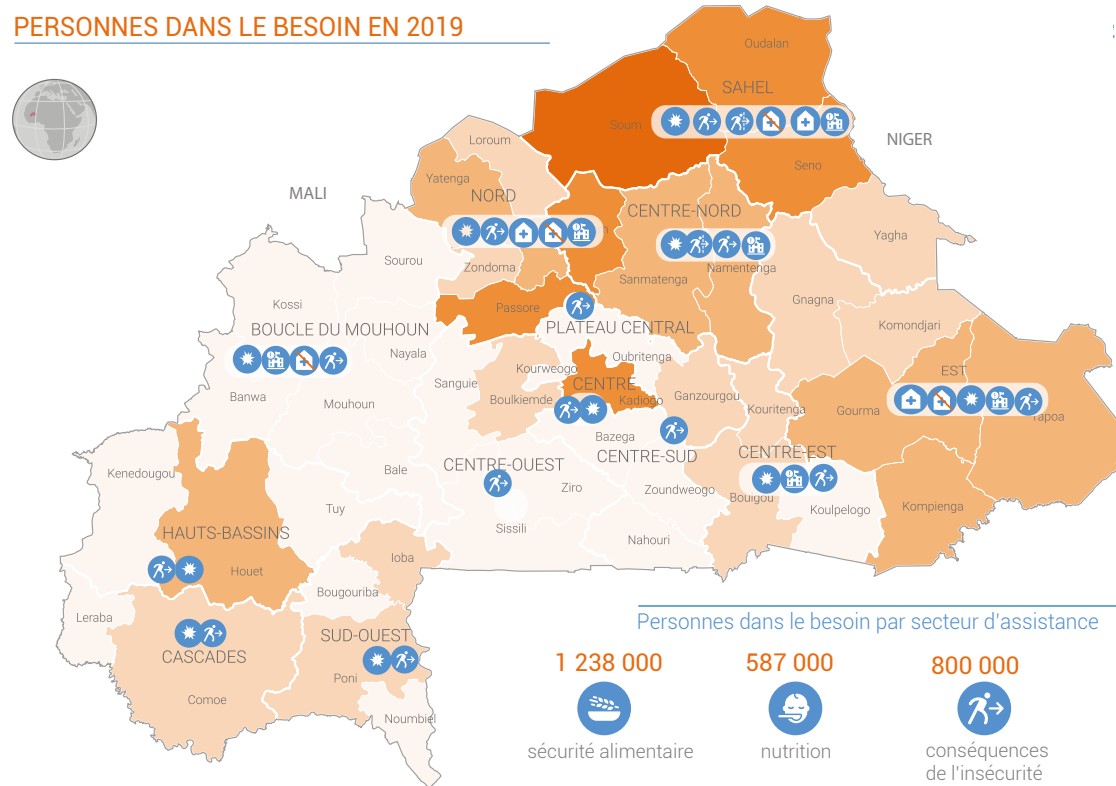 PERSONNES DANS LE BESOIN EN 2019
Oudalan
SAHEL
Soum
NIGER
Loroum
Seno
Yatenga
MALI
NORD
CENTRE-NORD
Yagha
Sourou
Zondoma
Sanmatenga
Namentenga
Kossi
Gnagna
Passore
Komondjari
BOUCLE DU MOUHOUN
PLATEAU CENTRAL
Nayala
Oubritenga
Sanguie
Kourweogo
EST
CENTRE
Banwa
Mouhoun
Boulkiemde
Kadiogo
Ganzourgou
Kouritenga
Gourma
Tapoa
Bazega
Kenedougou
Bale
CENTRE-OUEST
CENTRE-SUD
CENTRE-EST
Ziro
Zoundweogo
Boulgou
Tuy
Koulpelogo
Kompienga
HAUTS-BASSINS
Sissili
Nahouri
Houet
Ioba
Bougouriba
Leraba
Personnes dans le besoin par secteur d'assistance
SUD-OUEST
CASCADES
Poni
Comoe
Noumbiel
1 238 000
587 000
800 000
sécurité alimentaire
nutrition
conséquences
de l'insécurité